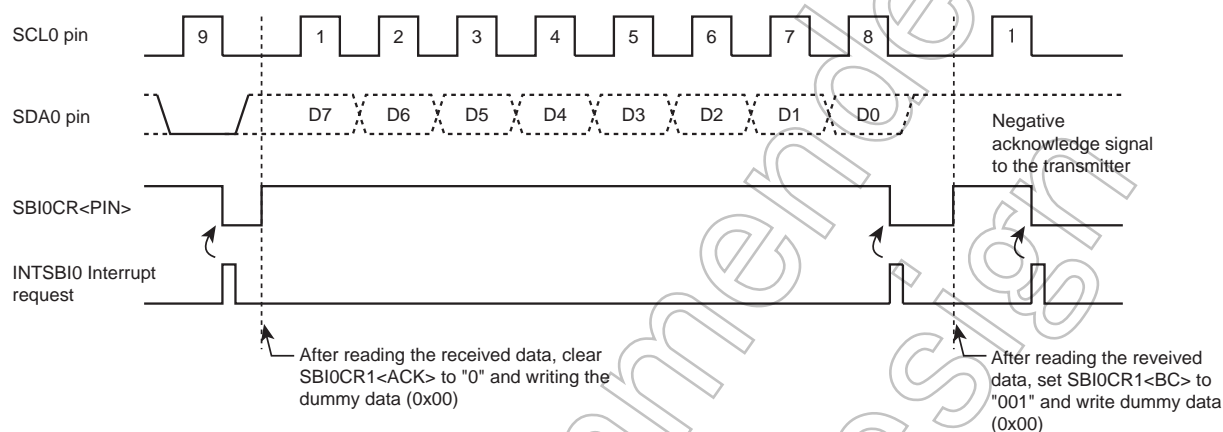 SCL0 pin
9 1 2 3 4 5 6 7 8 1
SDA0 pin
D7 D6 D5 D4 D3 D2 D1 D0
Negative
acknowledge signal
to the transmitter
SBI0CR<PIN>
INTSBI0 Interrupt
request
After reading the received data, clear
SBI0CR1<ACK> to "0" and writing the
dummy data (0x00)
After reading the reveived
data, set SBI0CR1<BC> to
"001" and write dummy data
(0x00)